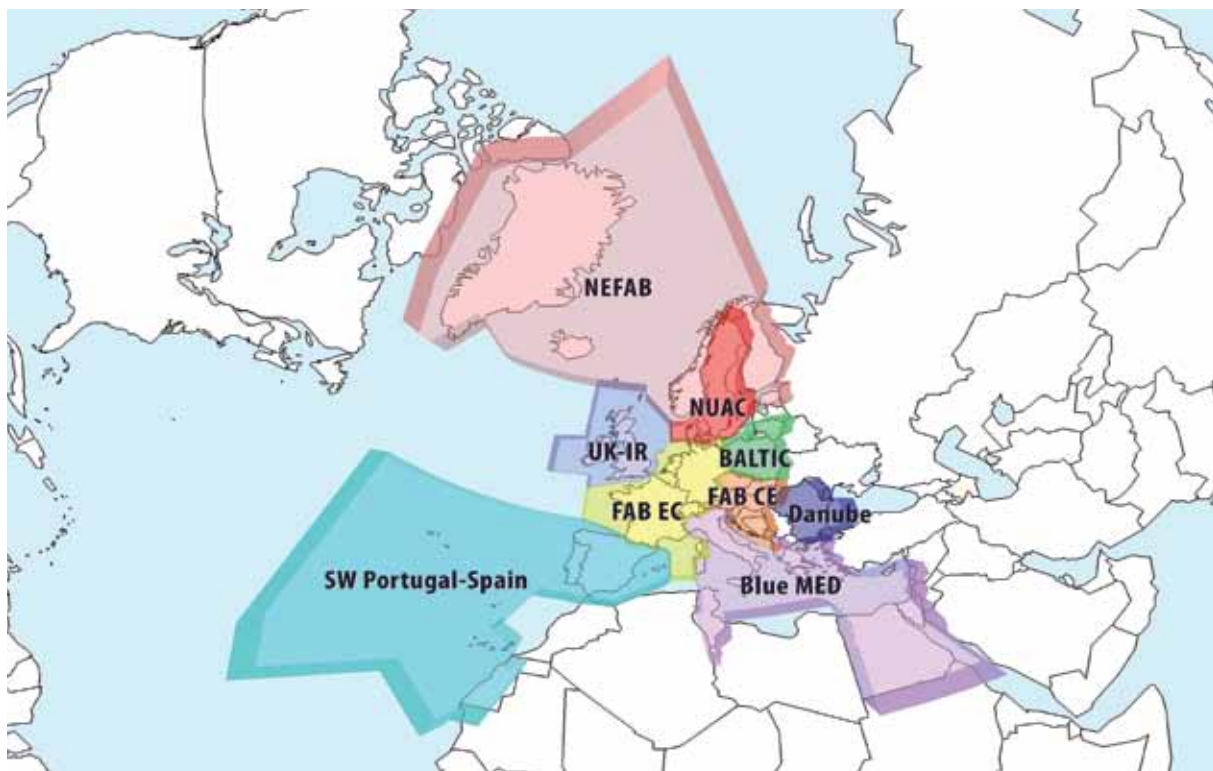 NEFAB
NUAC
UK-IR
BALTIC
FAB CE
FAB EC
Danube
SW Portugal-Spain
Blue MED